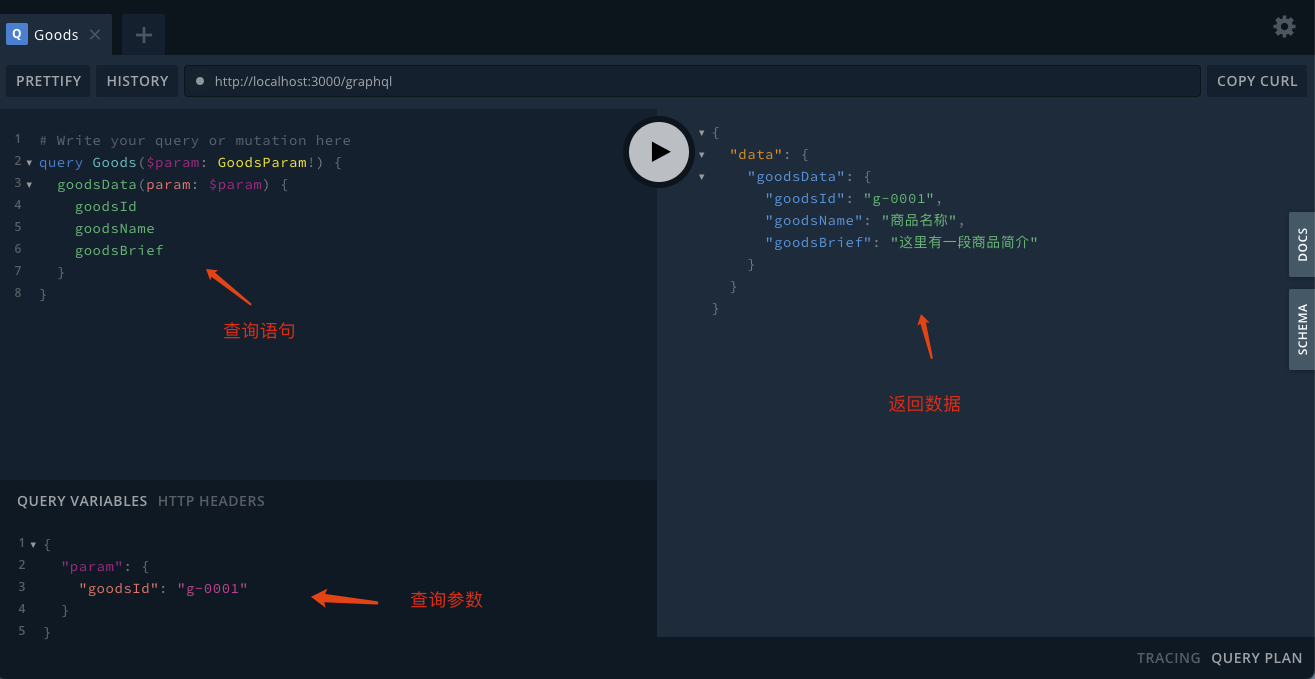 Q Goods
PRETTIFY HISTORY http://localhost:3000/graphql COPY CURL
1 # Write your query or mutation here
2 query Goods($param: GoodsParam!) {
3 goodsData(param: $param) {
4 goodsId
5 goodsName
6 goodsBrief
7 }
8 }
查询语句
{
"data": {
"goodsData": {
"goodsId": "g-0001",
"goodsName": "商品名称",
"goodsBrief": "这里有一段商品简介"
}
}
}
返回数据
DOCS
SCHEMA
QUERY VARIABLES HTTP HEADERS
1 {
2 "param": {
3 "goodsId": "g-0001"
4 }
5 }
查询参数
TRACING QUERY PLAN